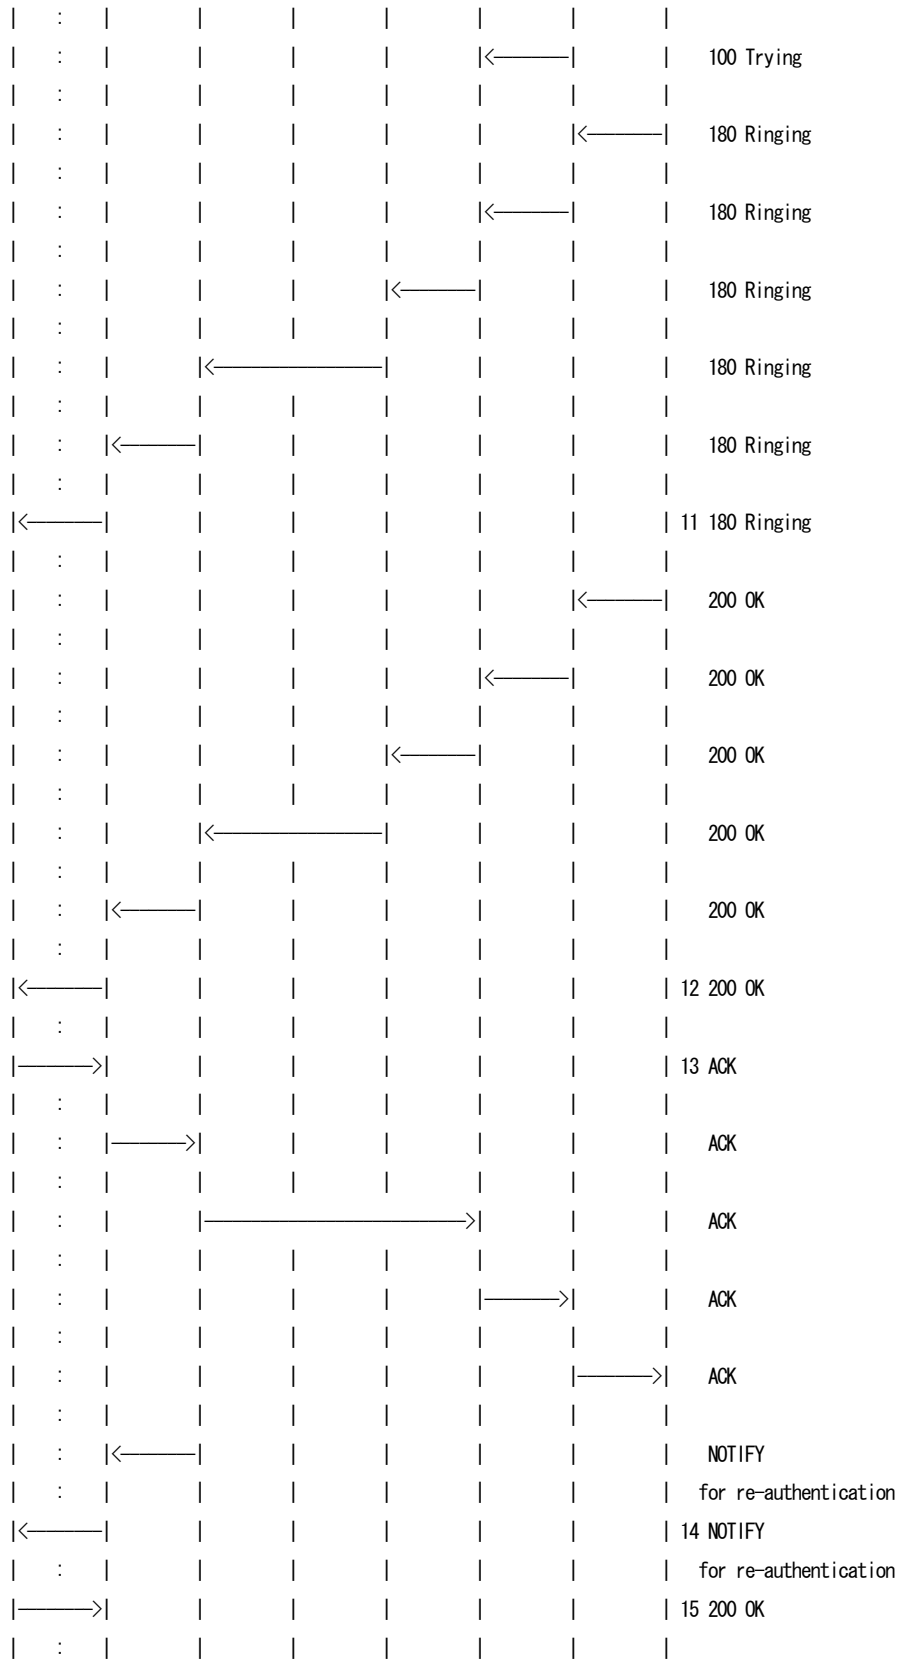 100 Trying
180 Ringing
180 Ringing
180 Ringing
180 Ringing
180 Ringing
11 180 Ringing
200 OK
200 OK
200 OK
200 OK
200 OK
12 200 OK
13 ACK
ACK
ACK
ACK
ACK
NOTIFY
for re-authentication
14 NOTIFY
for re-authentication
15 200 OK